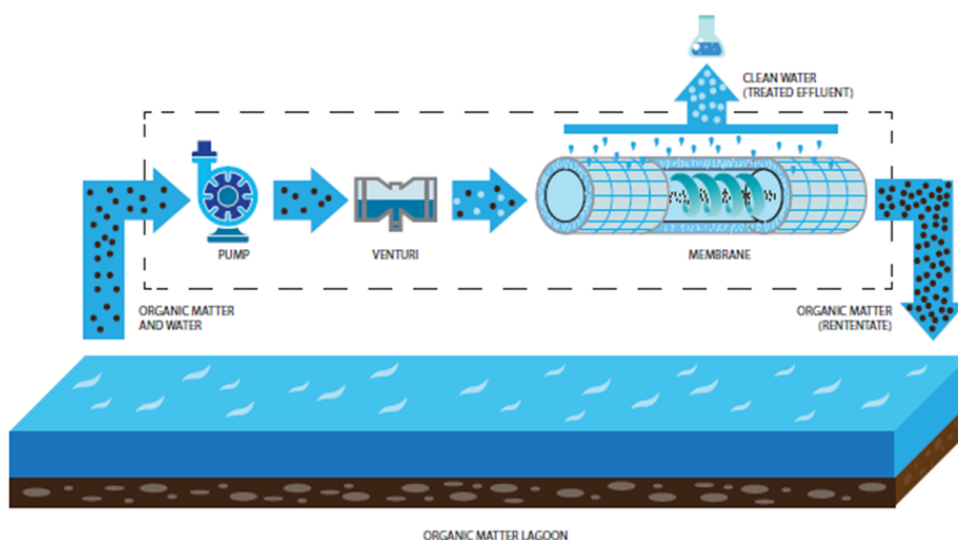 CLEAN WATER
(TREATED EFFLUENT)
PUMP
VENTURI
MEMBRANE
ORGANIC MATTER
AND WATER
ORGANIC MATTER
(RENTENTATE)
ORGANIC MATTER LAGOON